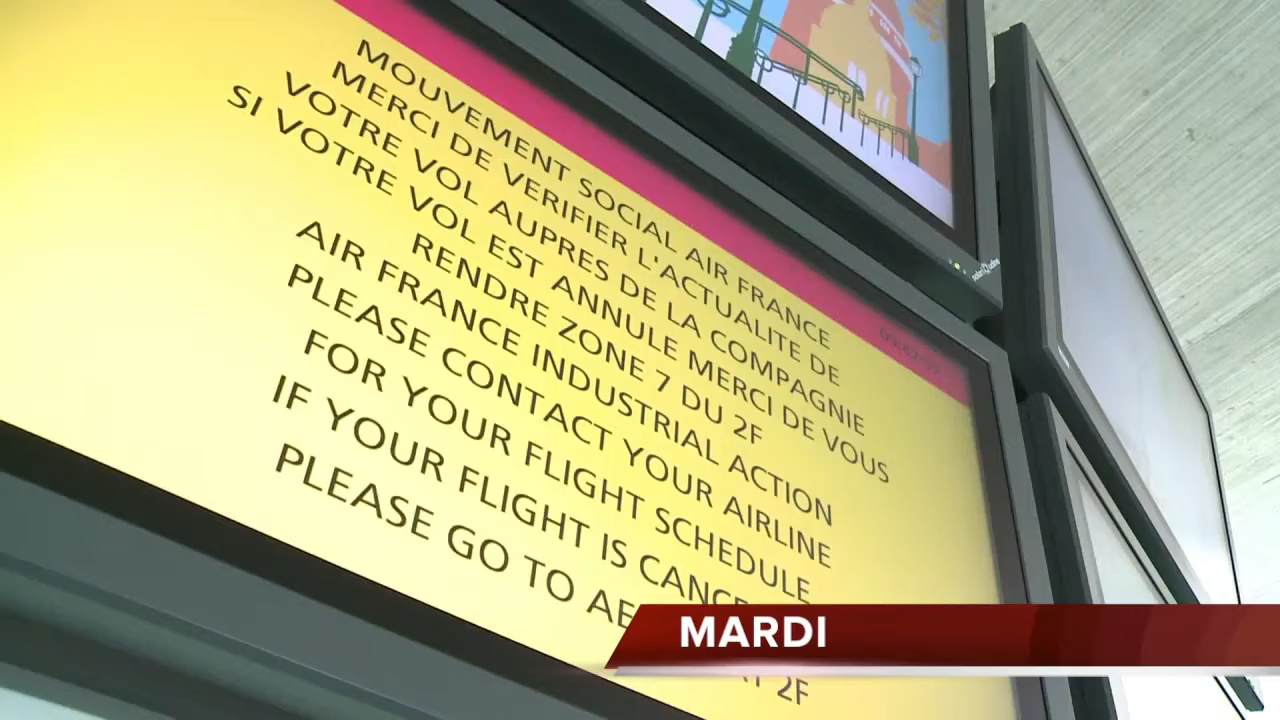 MOUVEMENT SOCIAL AIR FRANCE
MERCI DE VERIFIER L'ACTUALITE DE
VOTRE VOL AUPRES DE LA COMPAGNIE
SI VOTRE VOL EST ANNULE MERCI DE VOUS
RENDRE ZONE 7 DU 2F
AIR FRANCE INDUSTRIAL ACTION
PLEASE CONTACT YOUR AIRLINE
FOR YOUR FLIGHT SCHEDULE
IF YOUR FLIGHT IS
PLEASE GO TO
2F
MARDI